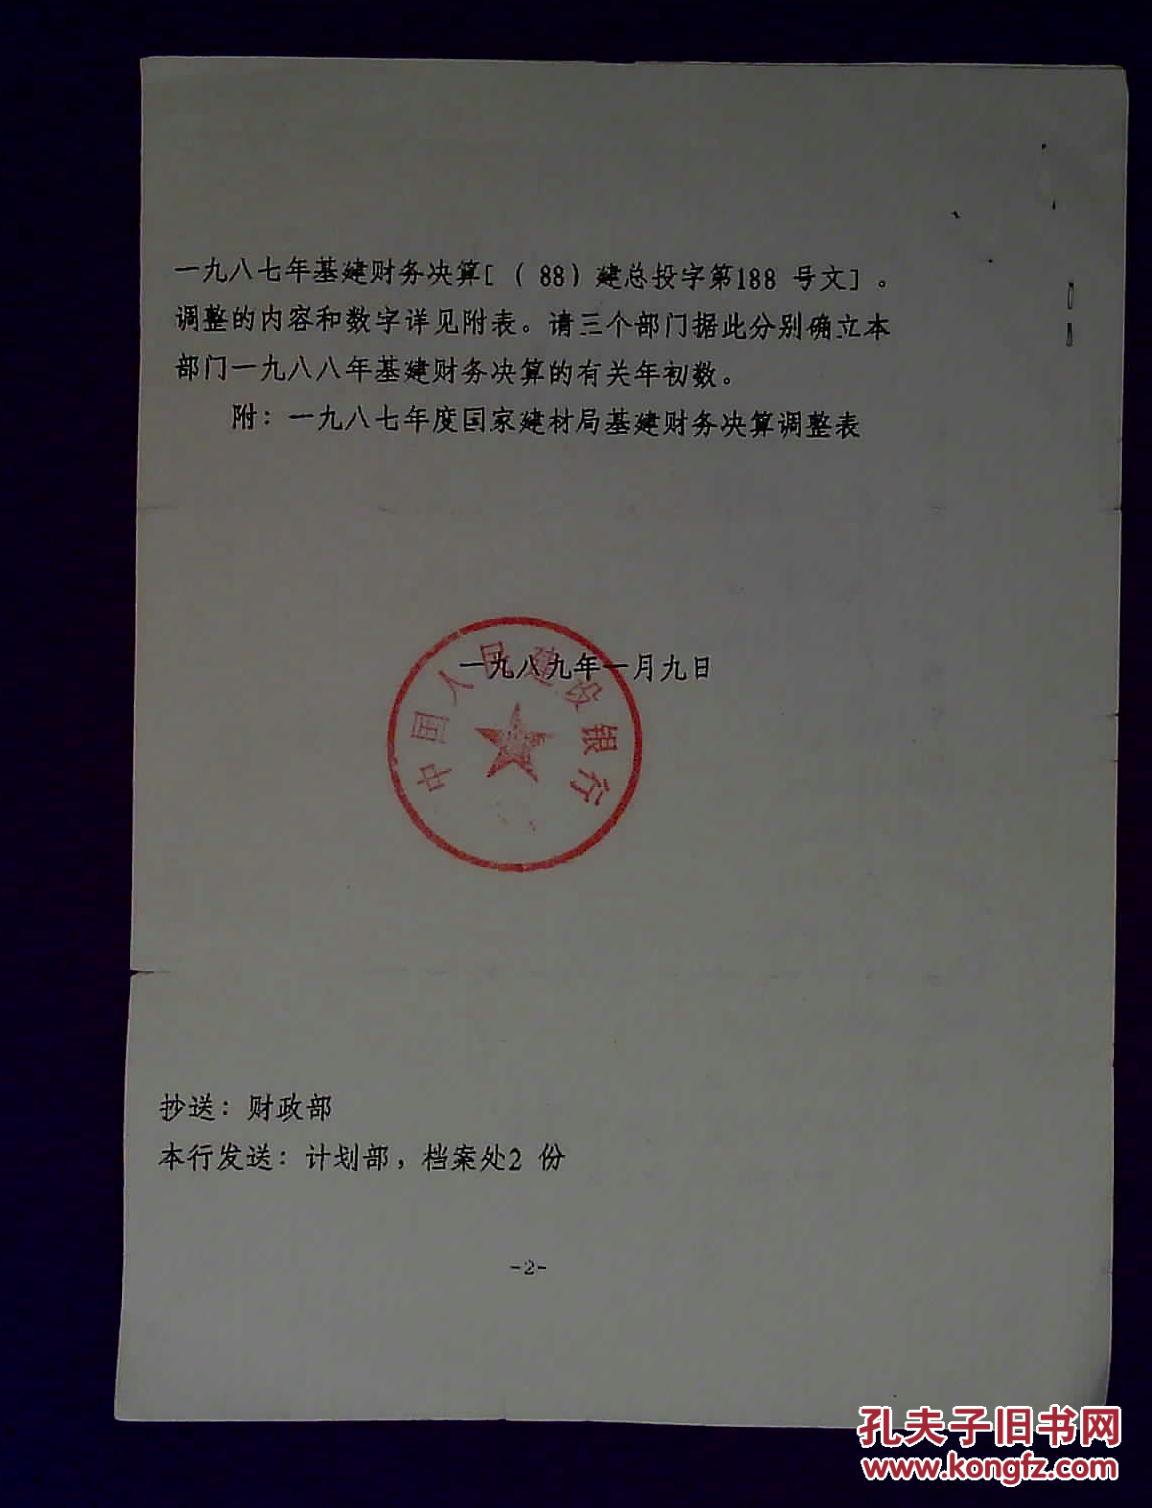 一九八七年基建财务决算[（88）建总投字第188 号文]。
调整的内容和数字详见附表。请三个部门据此分别确立本
部门一九八八年基建财务决算的有关年初数。
附：一九八七年度国家建材局基建财务决算调整表
一九八九年一月九日
中国人民建设银行
抄送：财政部
本行发送：计划部，档案处2 份
-2-
孔夫子旧书网
www.kongfz.com